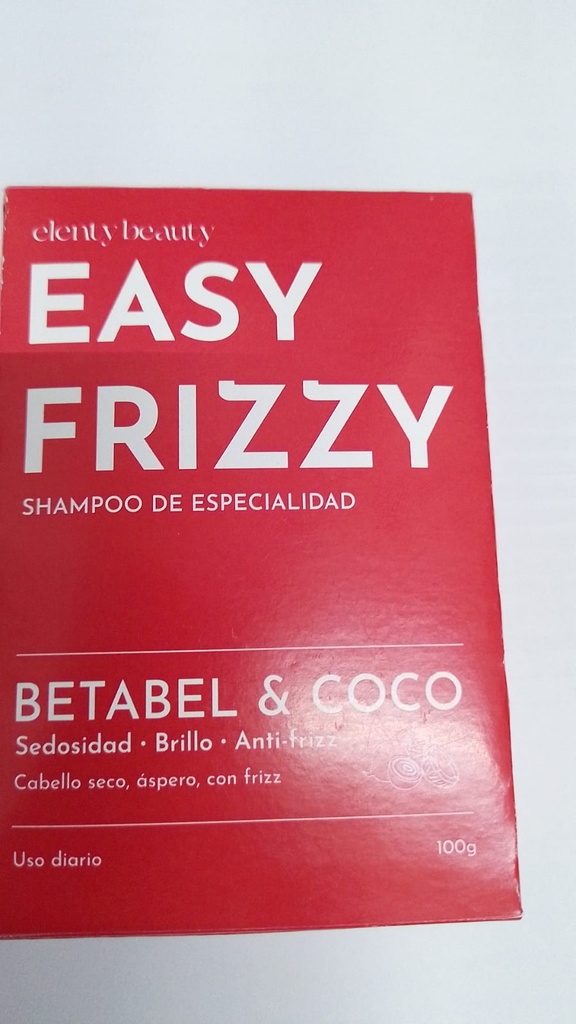 elenty beauty
EASY
FRIZZY
SHAMPOO DE ESPECIALIDAD
BETABEL & COCO
Sedosidad · Brillo · Anti-frizz
Cabello seco, áspero, con frizz
Uso diario
100g